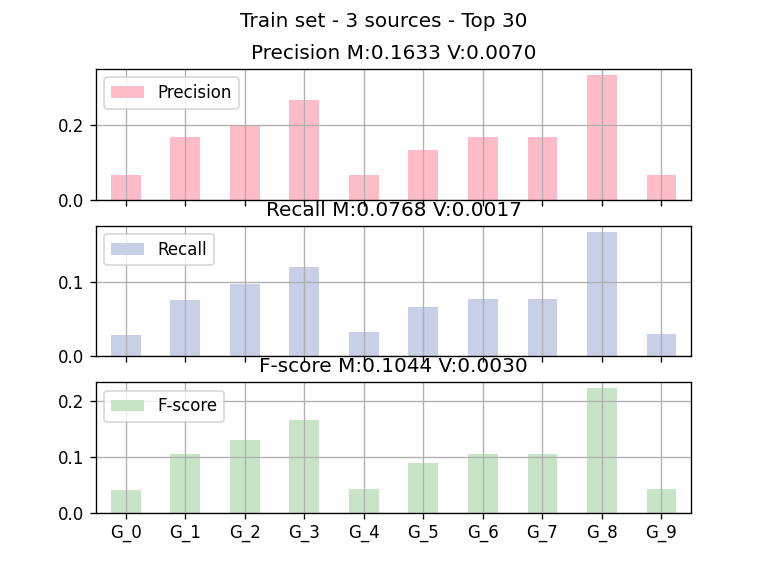 Train set - 3 sources - Top 30
Precision M:0.1633 V:0.0070
Precision
0.2
0.0
Recall M:0.0768 V:0.0017
Recall
0.1
0.0
F-score M:0.1044 V:0.0030
F-score
0.2
0.1
0.0
G_0 G_1 G_2 G_3 G_4 G_5 G_6 G_7 G_8 G_9